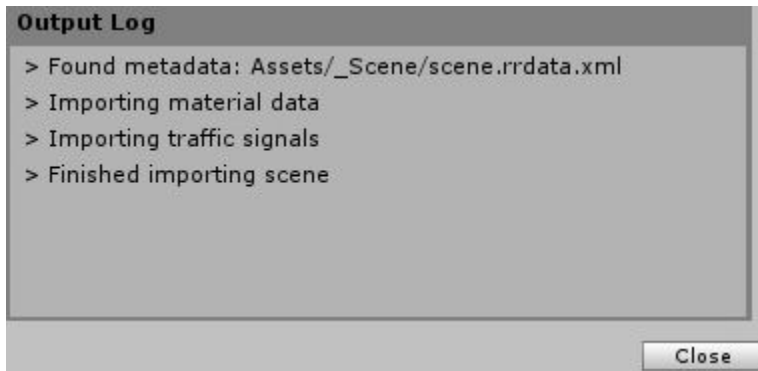 Output Log
> Found metadata: Assets/_Scene/scene.rrdata.xml
> Importing material data
> Importing traffic signals
> Finished importing scene
Close